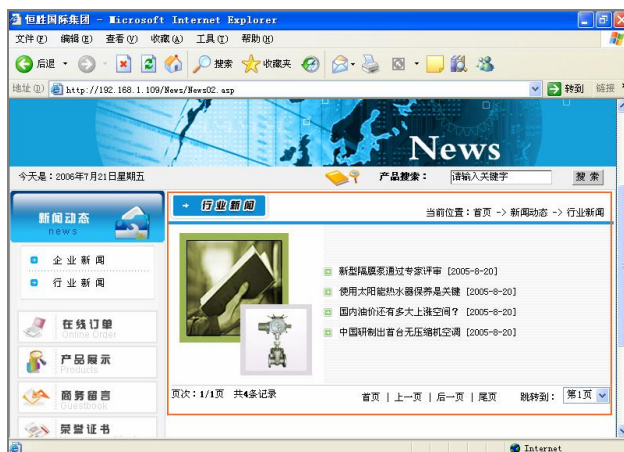 恒胜国际集团 - Microsoft Internet Explorer
文件(F) 编辑(E) 查看(V) 收藏(A) 工具(T) 帮助(H)
后退 搜索 收藏夹
地址(D) http://192.168.1.109/News/News02.asp 转到 链接
News
今天是：2006年7月21日星期五 产品搜索： 请输入关键字 搜 索
新闻动态
news
行业新闻
当前位置：首页 -> 新闻动态 -> 行业新闻
企 业 新 闻
行 业 新 闻
新型隔膜泵通过专家评审 [2005-8-20]
使用太阳能热水器保养是关键 [2005-8-20]
国内油价还有多大上涨空间？ [2005-8-20]
中国研制出首台无压缩机空调 [2005-8-20]
在线订单
Online Order
产品展示
Products
商务留言
Guestbook
荣誉证书
页次：1/1页 共4条记录 首页 | 上一页 | 后一页 | 尾页 跳转到： 第1页
Internet